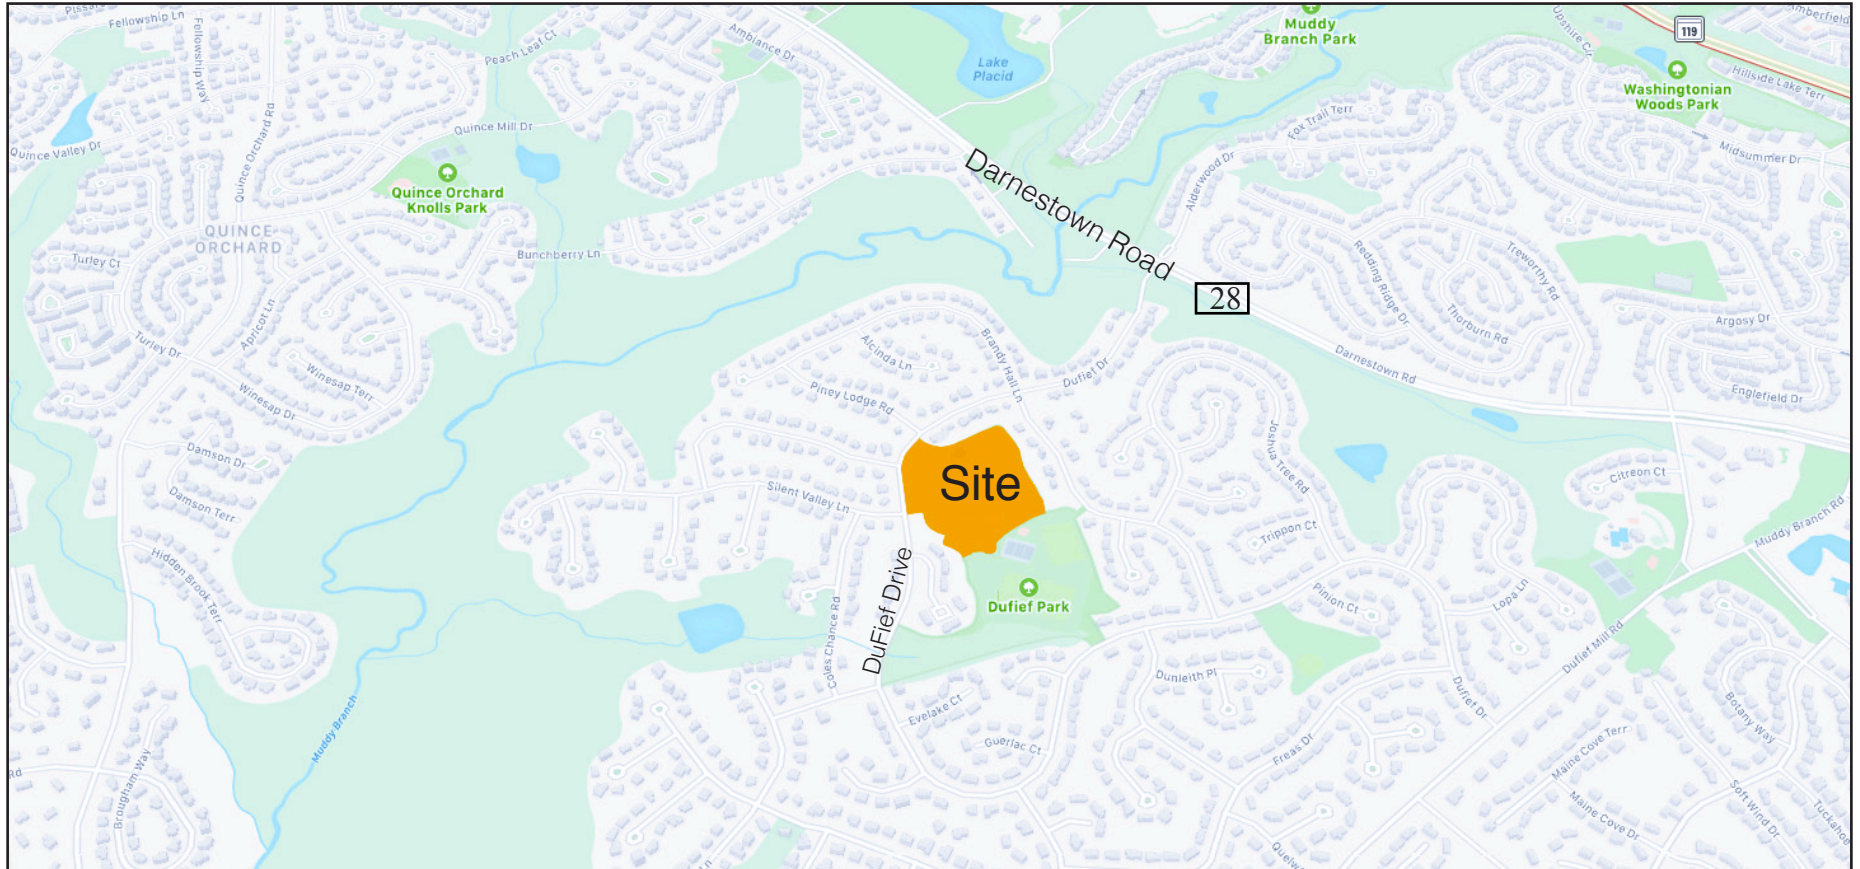 Fellowship Ln
Fellowship Way
Peach Leaf Ct
Ambiance Dr
Lake
Placid
Muddy
Branch Park
Upshire Ci
119
Amberfield
Hillside Lake Terr
Washingtonian
Woods Park
Midsummer Dr
Quince Valley Dr
Quince Orchard Rd
Quince Mill Dr
Quince Orchard
Knolls Park
QUINCE
ORCHARD
Turley Ct
Bunchberry Ln
Darnestown Road
28
Fox Trail Terr
Alderwood Dr
Redding Ridge Dr
Treworthy Rd
Thorburn Rd
Argosy Dr
Englefield Dr
Darnestown Rd
Turley Dr
Apricot Ln
Winesap Terr
Winesap Dr
Alcinda Ln
Brandy Hall Ln
Dufief Dr
Piney Lodge Rd
Site
Joshua Tree Rd
Damson Dr
Damson Terr
Silent Valley Ln
Citreon Ct
Muddy Branch Rd
Trippon Ct
Hidden Brook Terr
DuFief Drive
Coles Chance Rd
Dufief Park
Pinion Ct
Lopa Ln
Dufief Mill Rd
Dunleith Pl
Dufief Dr
Evelake Ct
Guerlac Ct
Freas Dr
Botany Way
Maine Cove Terr
Maine Cove Dr
Soft Wind Dr
Muddy Branch
Rd
Brougham Way
Ln